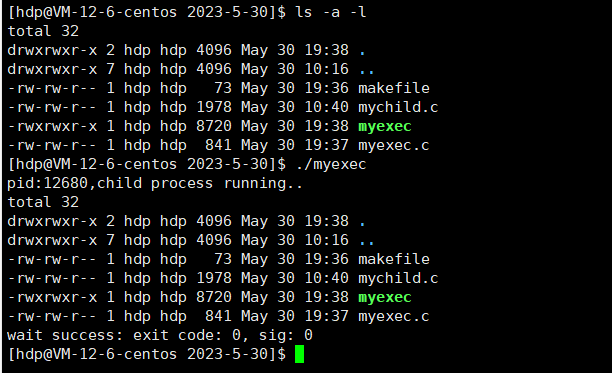 [hdp@VM-12-6-centos 2023-5-30]$ ls -a -l
total 32
drwxrwxr-x 2 hdp hdp 4096 May 30 19:38 .
drwxrwxr-x 7 hdp hdp 4096 May 30 10:16 ..
-rw-rw-r-- 1 hdp hdp   73 May 30 19:36 makefile
-rw-rw-r-- 1 hdp hdp 1978 May 30 10:40 mychild.c
-rwxrwxr-x 1 hdp hdp 8720 May 30 19:38 myexec
-rw-rw-r-- 1 hdp hdp  841 May 30 19:37 myexec.c
[hdp@VM-12-6-centos 2023-5-30]$ ./myexec
pid:12680,child process running..
total 32
drwxrwxr-x 2 hdp hdp 4096 May 30 19:38 .
drwxrwxr-x 7 hdp hdp 4096 May 30 10:16 ..
-rw-rw-r-- 1 hdp hdp   73 May 30 19:36 makefile
-rw-rw-r-- 1 hdp hdp 1978 May 30 10:40 mychild.c
-rwxrwxr-x 1 hdp hdp 8720 May 30 19:38 myexec
-rw-rw-r-- 1 hdp hdp  841 May 30 19:37 myexec.c
wait success: exit code: 0, sig: 0
[hdp@VM-12-6-centos 2023-5-30]$